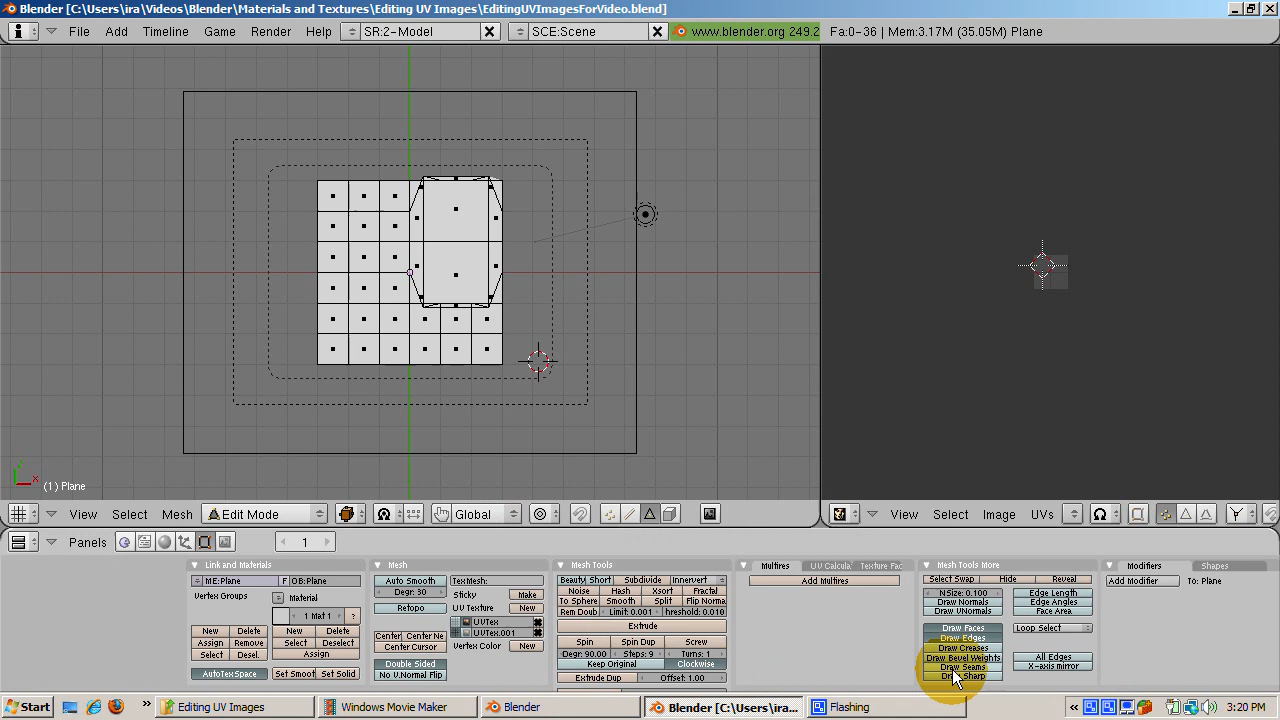 Blender [C:\Users\ira\Videos\Blender\Materials and Textures\Editing UV Images\EditingUVImagesForVideo.blend]
File Add Timeline Game Render Help SR:2-Model SCE:Scene www.blender.org 249.2 Fa:0-36 | Mem:3.17M (35.05M) Plane
x
(1) Plane
View Select Mesh Edit Mode Global View Select Image UVs
Panels 1
Link and Materials Mesh Mesh Tools Multires UV Calcula Texture Fac Mesh Tools More Modifiers Shapes
ME:Plane F OB:Plane Auto Smooth TexMesh: Beauty Short Subdivide Innervert Add Multires Select Swap Hide Reveal Add Modifier To: Plane
Vertex Groups Material Degr: 30 Sticky Make Noise Hash Xsort Fractal NSize: 0.100 Edge Length
1 Mat 1 ? Retopo UV Texture New To Sphere Smooth Split Flip Norma Draw Normals Edge Angles
Rem Doub Limit: 0.001 hreshold: 0.010 Draw VNormals Face Area
UVTex Extrude Draw Faces Loop Select
New Delete New Delete Center Center Ne UVTex.001 Draw Edges
Assign Remove Select Deselect Center Cursor Vertex Color New Spin Spin Dup Screw Draw Creases
Select Desel. Assign Degr: 90.00 Steps: 9 Turns: 1 Draw Bevel Weights All Edges
Double Sided Keep Original Clockwise Draw Seams X-axis mirror
AutoTexSpace Set Smoot Set Solid No V.Normal Flip Extrude Dup Offset: 1.00
Start Editing UV Images Windows Movie Maker Blender Blender [C:\Users\ira... Flashing 3:20 PM